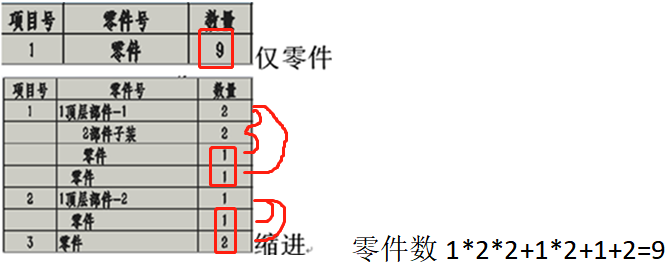 项目号 零件号 数量
1 零件 9 仅零件
项目号 零件号 数量
1 1顶层部件-1 2
2部件子装 2
零件 1
零件 1
2 1顶层部件-2 1
零件 1
3 零件 2 缩进 零件数 1*2*2+1*2+1+2=9